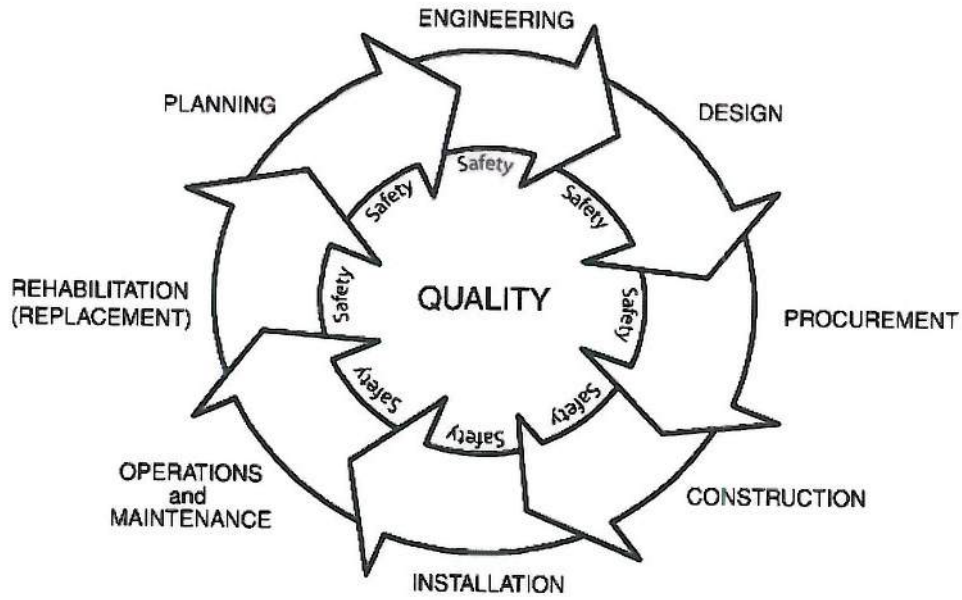 ENGINEERING
PLANNING
DESIGN
Safety
Safety
Safety
REHABILITATION
(REPLACEMENT)
Safety
QUALITY
Safety
PROCUREMENT
Safety
Safety
Safety
OPERATIONS
and
MAINTENANCE
CONSTRUCTION
INSTALLATION